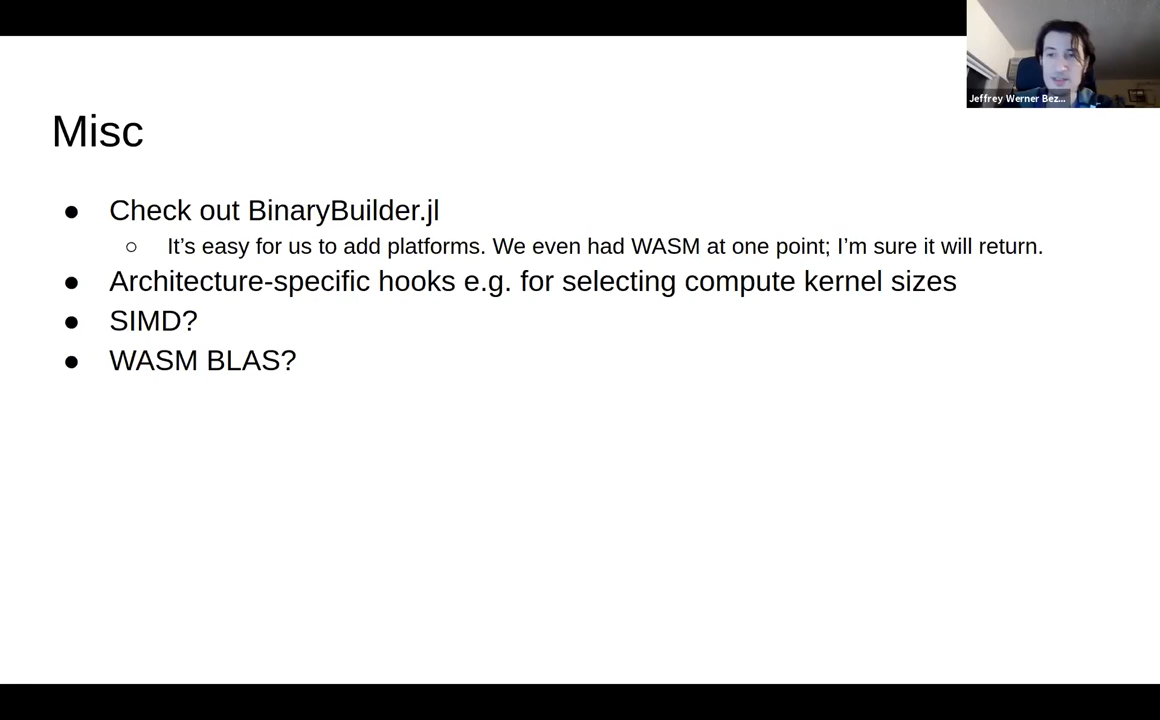 Jeffrey Werner Bez...
Misc
● Check out BinaryBuilder.jl
○ It’s easy for us to add platforms. We even had WASM at one point; I’m sure it will return.
● Architecture-specific hooks e.g. for selecting compute kernel sizes
● SIMD?
● WASM BLAS?